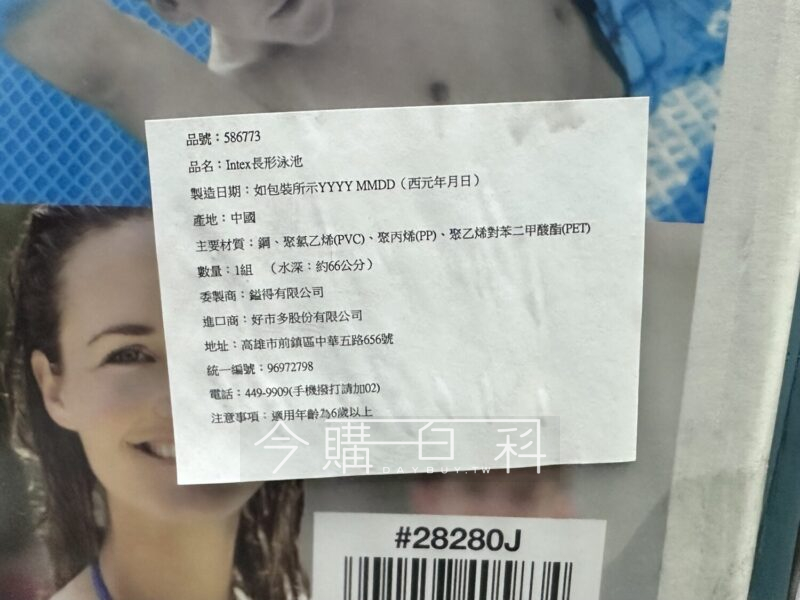 品號：586773
品名：Intex長形泳池
製造日期：如包裝所示YYYY MMDD（西元年月日）
產地：中國
主要材質：鋼、聚氯乙烯(PVC)、聚丙烯(PP)、聚乙烯對苯二甲酸酯(PET)
數量：1組　（水深：約66公分）
委製商：鎰得有限公司
進口商：好市多股份有限公司
地址：高雄市前鎮區中華五路656號
統一編號：96972798
電話：449-9909(手機撥打請加02)
注意事項：適用年齡為6歲以上
今購百科
DAYBUY.TW
#28280J